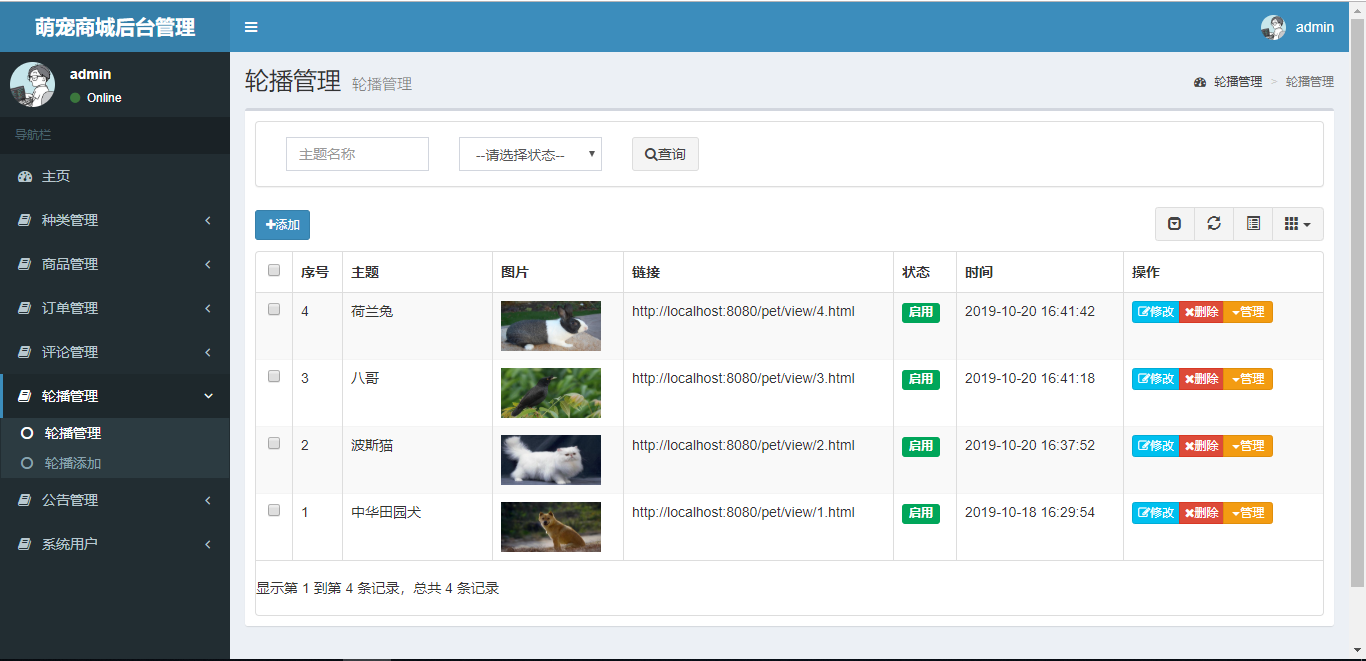 萌宠商城后台管理
admin
admin
Online
导航栏
主页
种类管理
商品管理
订单管理
评论管理
轮播管理
轮播管理
轮播添加
公告管理
系统用户
轮播管理 轮播管理
轮播管理 > 轮播管理
主题名称 --请选择状态-- 查询
添加
序号 主题 图片 链接 状态 时间 操作
4 荷兰兔 http://localhost:8080/pet/view/4.html 启用 2019-10-20 16:41:42 修改 删除 管理
3 八哥 http://localhost:8080/pet/view/3.html 启用 2019-10-20 16:41:18 修改 删除 管理
2 波斯猫 http://localhost:8080/pet/view/2.html 启用 2019-10-20 16:37:52 修改 删除 管理
1 中华田园犬 http://localhost:8080/pet/view/1.html 启用 2019-10-18 16:29:54 修改 删除 管理
显示第 1 到第 4 条记录，总共 4 条记录